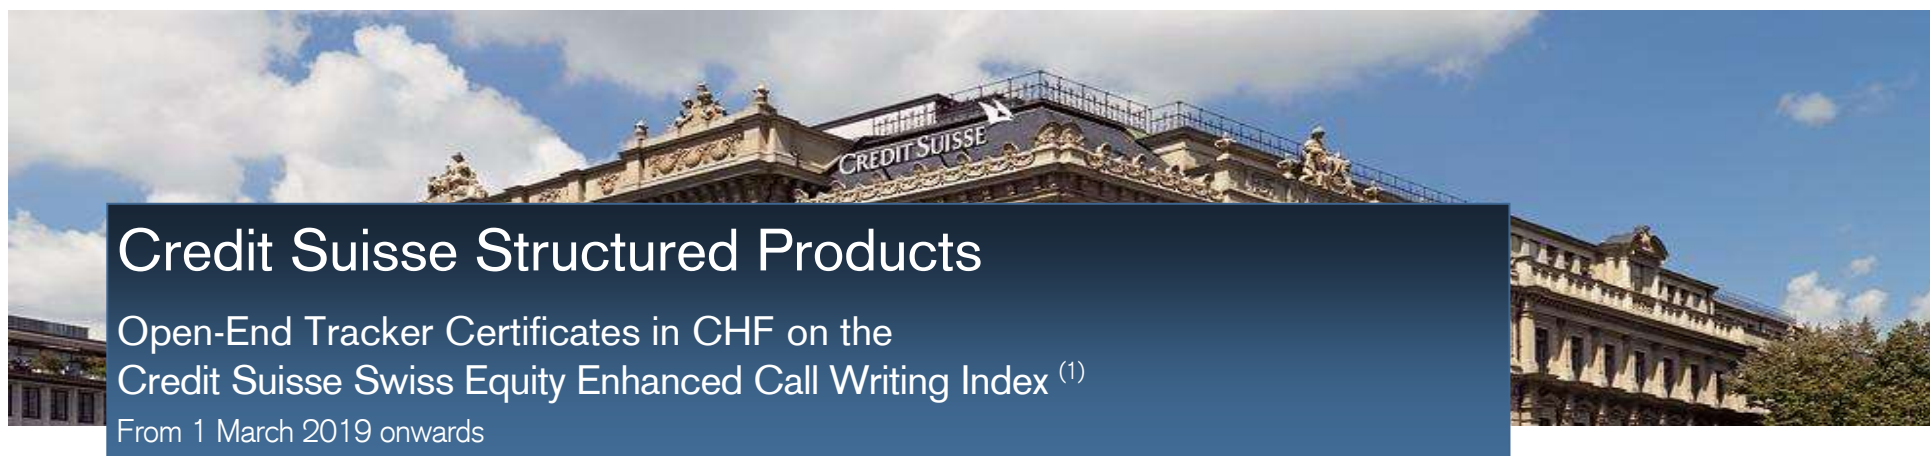 CREDIT SUISSE
Credit Suisse Structured Products
Open-End Tracker Certificates in CHF on the
Credit Suisse Swiss Equity Enhanced Call Writing Index (1)
From 1 March 2019 onwards